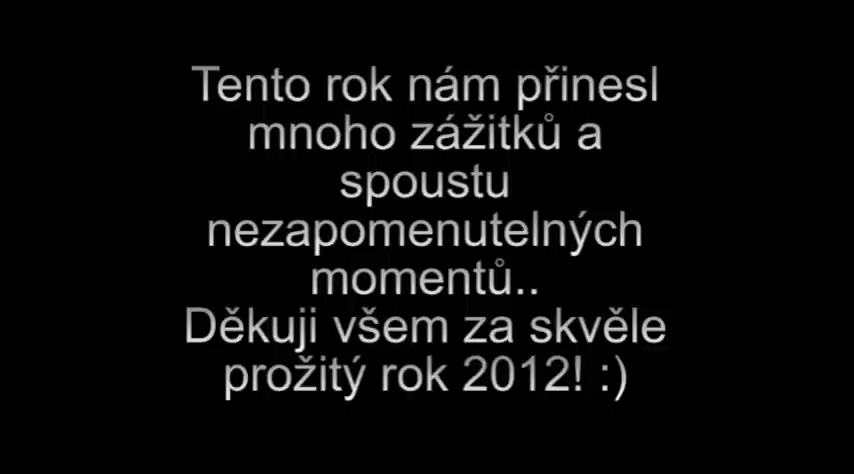 Tento rok nám přinesl
mnoho zážitků a
spoustu
nezapomenutelných
momentů..
Děkuji všem za skvěle
prožitý rok 2012! :)